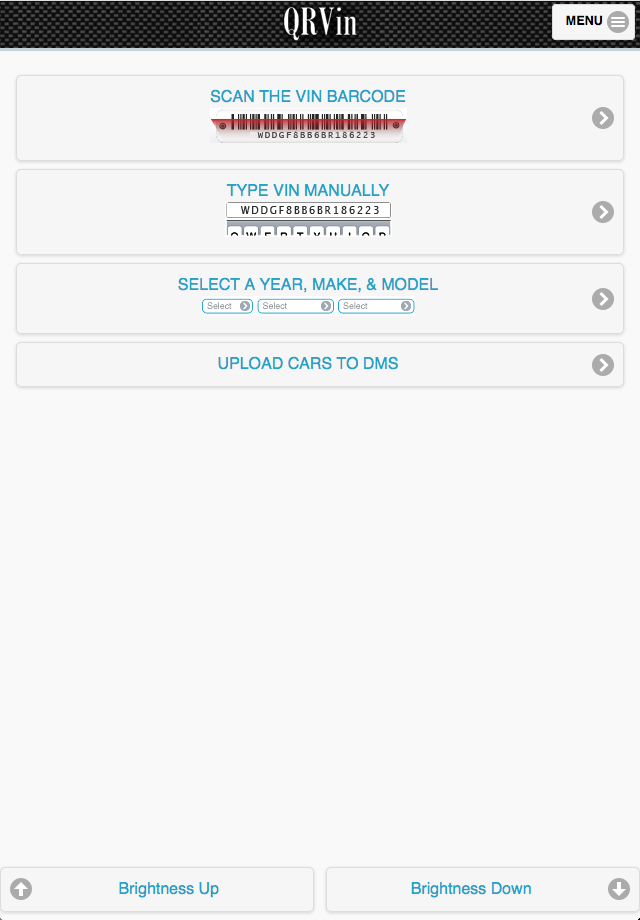 QRVin
MENU
SCAN THE VIN BARCODE
WDDGF8BB6BR186223
TYPE VIN MANUALLY
WDDGF8BB6BR186223
Q W E R T Y U I O P
SELECT A YEAR, MAKE, & MODEL
Select Select Select
UPLOAD CARS TO DMS
Brightness Up
Brightness Down